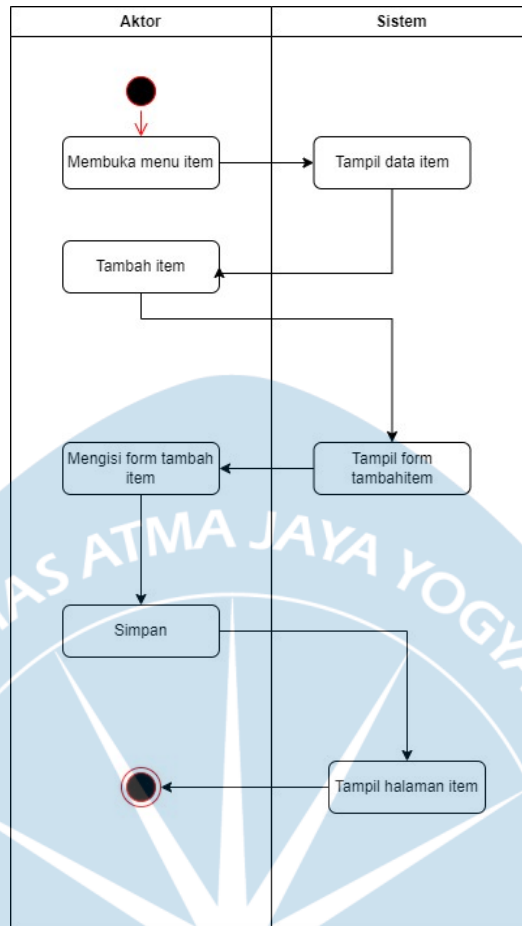 Aktor
Sistem
Membuka menu item
Tampil data item
Tambah item
Mengisi form tambah
item
Tampil form
tambahitem
AS ATMA JAYA YOGYA
Simpan
Tampil halaman item